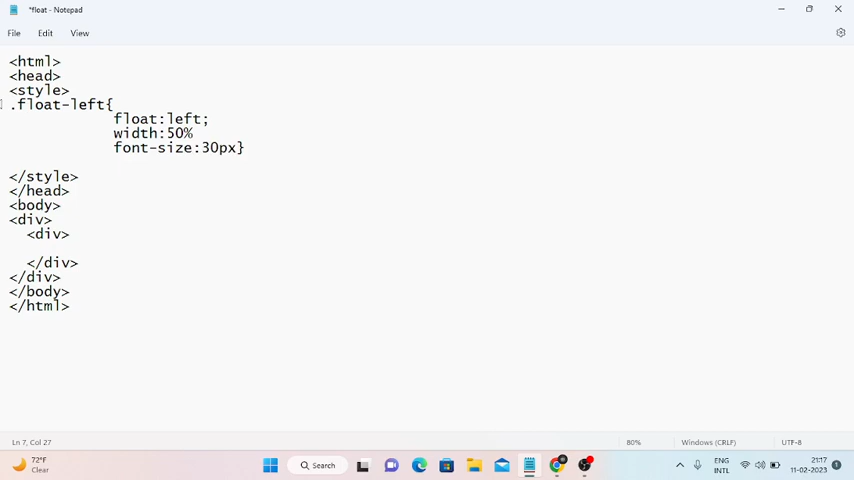 *float - Notepad
File Edit View
<html>
<head>
<style>
.float-left{
float:left;
width:50%
font-size:30px}
</style>
</head>
<body>
<div>
<div>
</div>
</div>
</body>
</html>
Ln 7, Col 27 80% Windows (CRLF) UTF-8
72°F
Clear
Search
ENG
INTL
21:17
11-02-2023